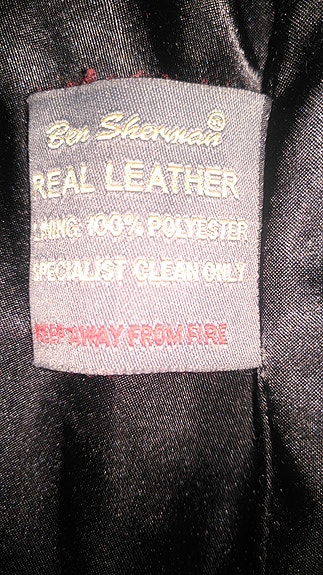 Ben Sherman®
REAL LEATHER
LINING: 100% POLYESTER
SPECIALIST CLEAN ONLY
KEEP AWAY FROM FIRE